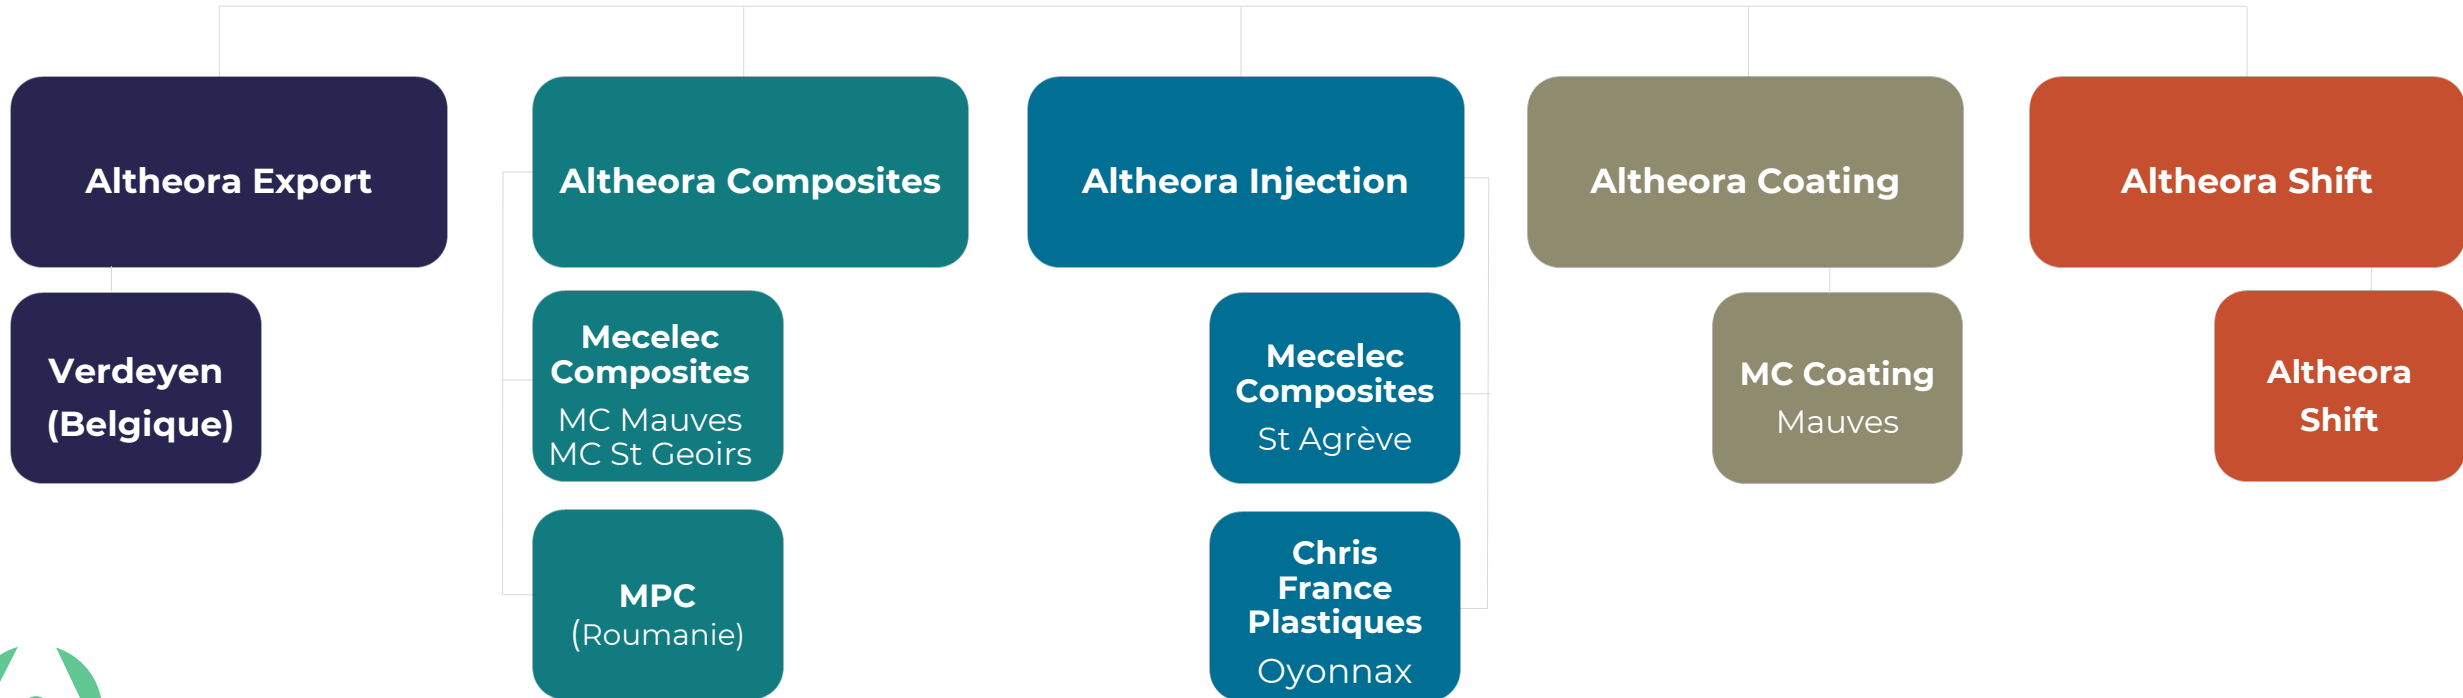 Altheora Export
Altheora Composites
Altheora Injection
Altheora Coating
Altheora Shift
Verdeyen
(Belgique)
Mecelec
Composites
MC Mauves
MC St Geoirs
MPC
(Roumanie)
Mecelec
Composites
St Agrève
Chris
France
Plastiques
Oyonnax
MC Coating
Mauves
Altheora
Shift